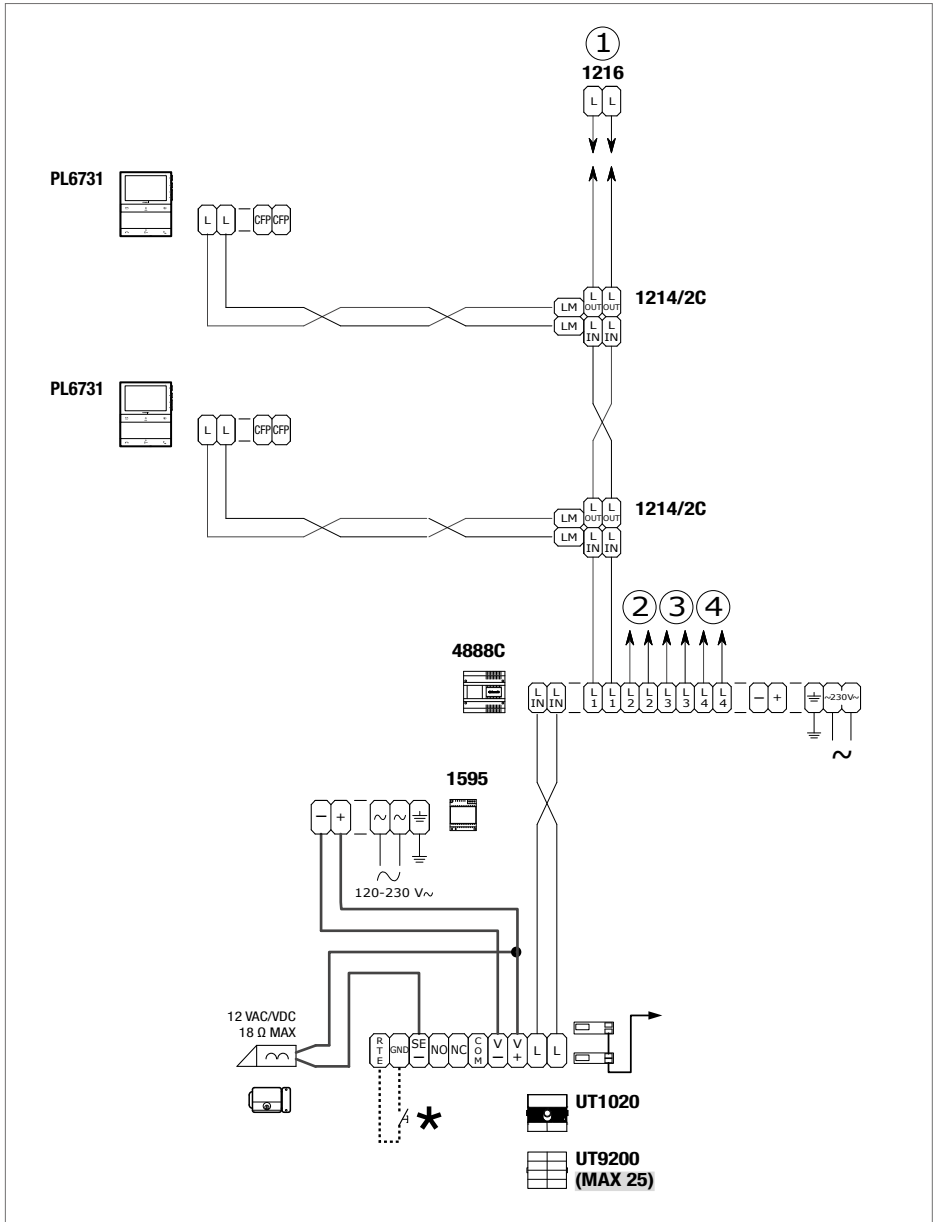 ①
1216
L L
PL6731
L L CFP CFP
1214/2C
LM L OUT L OUT
LM L IN L IN
PL6731
L L CFP CFP
1214/2C
LM L OUT L OUT
LM L IN L IN
② ③ ④
4888C
L IN L IN L 1 L 1 L 2 L 2 L 3 L 3 L 4 L 4 − + ~230V~
~
1595
− + ~ ~
120-230 V~
12 VAC/VDC
18 Ω MAX
RTE GND SE − NO NC COM V − V + L L
*
UT1020
UT9200
(MAX 25)